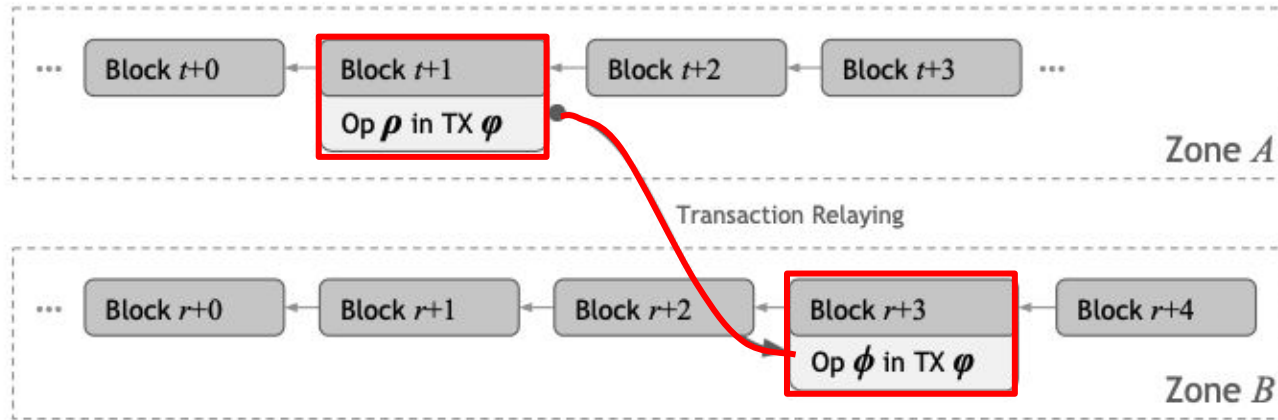 ... Block t+0 Block t+1 Block t+2 Block t+3 ...
Op ρ in TX φ
Zone A
Transaction Relaying
... Block r+0 Block r+1 Block r+2 Block r+3 Block r+4
Op ϕ in TX φ
Zone B